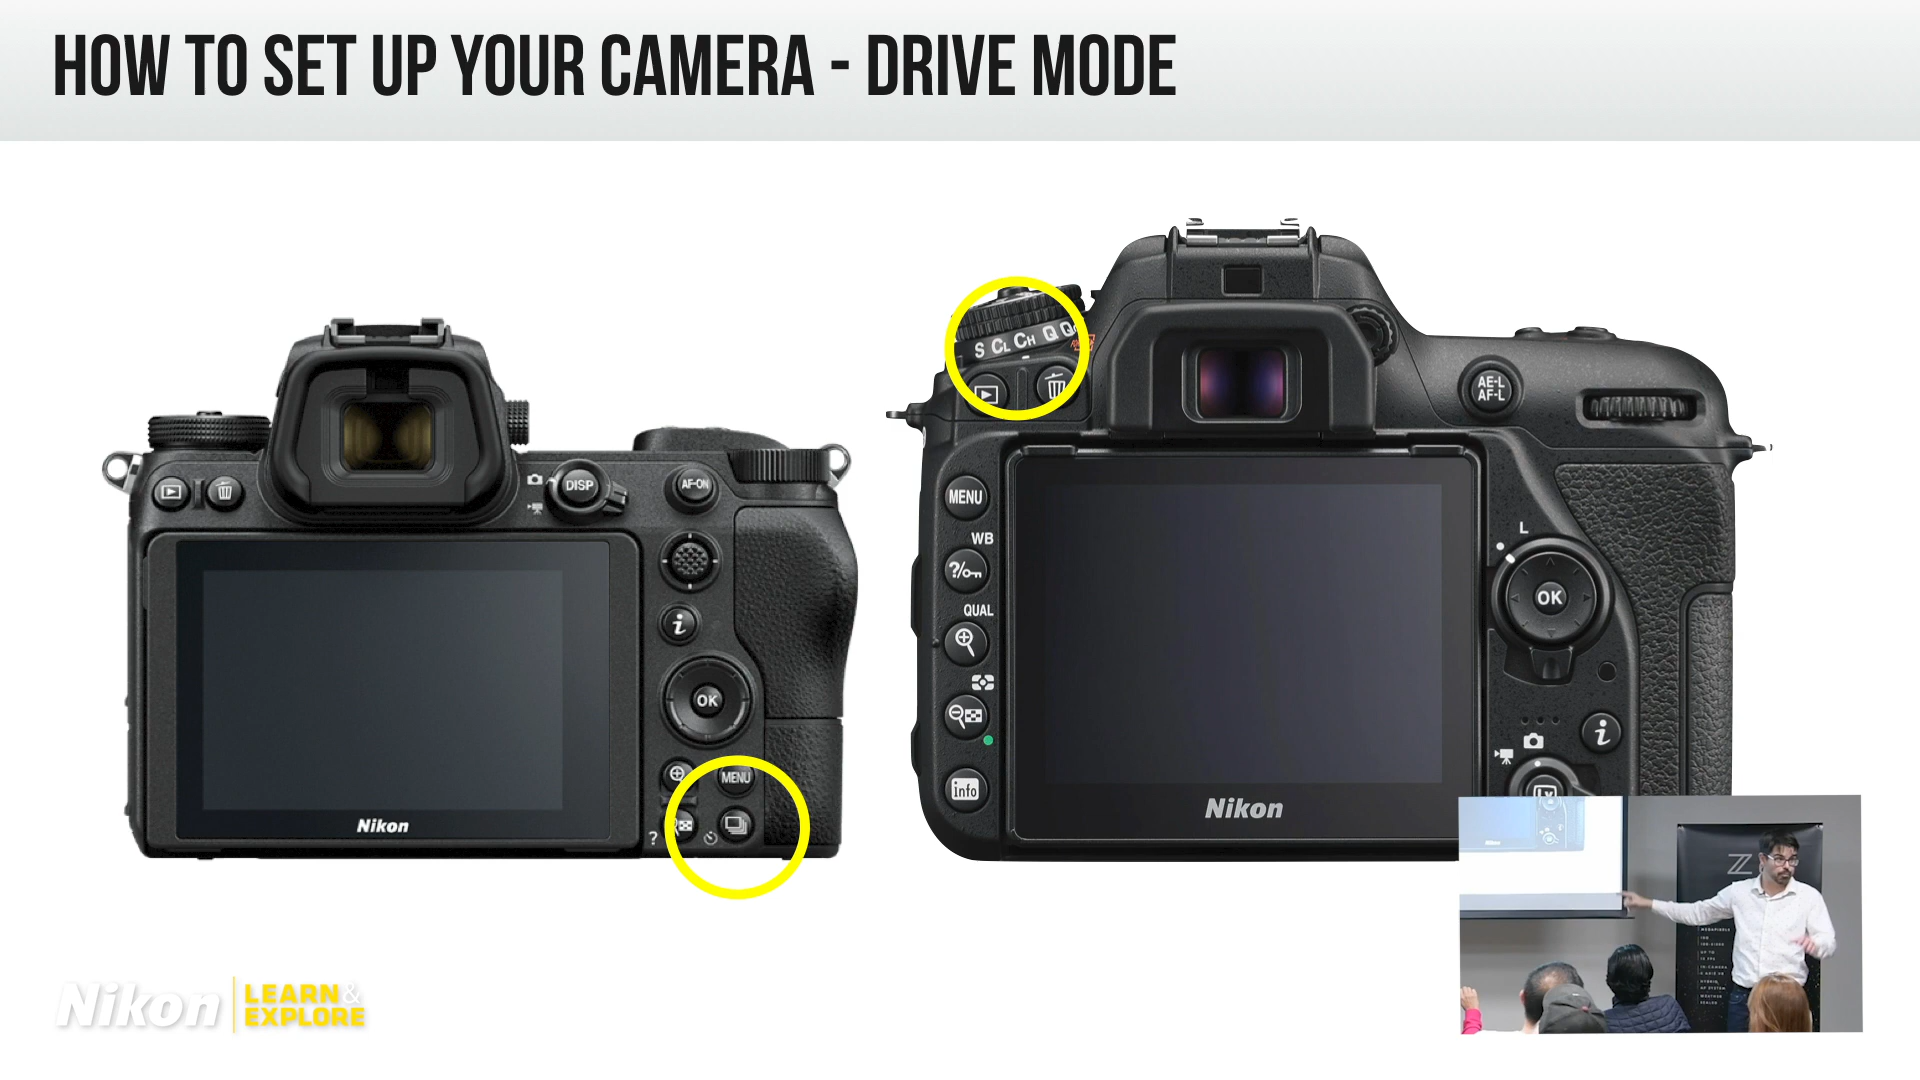 HOW TO SET UP YOUR CAMERA - DRIVE MODE
S CL CH Q
AE-L
AF-L
DISP
AF-ON
MENU
WB
?
L
i
QUAL
OK
OK
i
MENU
info
Nikon
Nikon
?
Lv
Z
Nikon LEARN &
EXPLORE